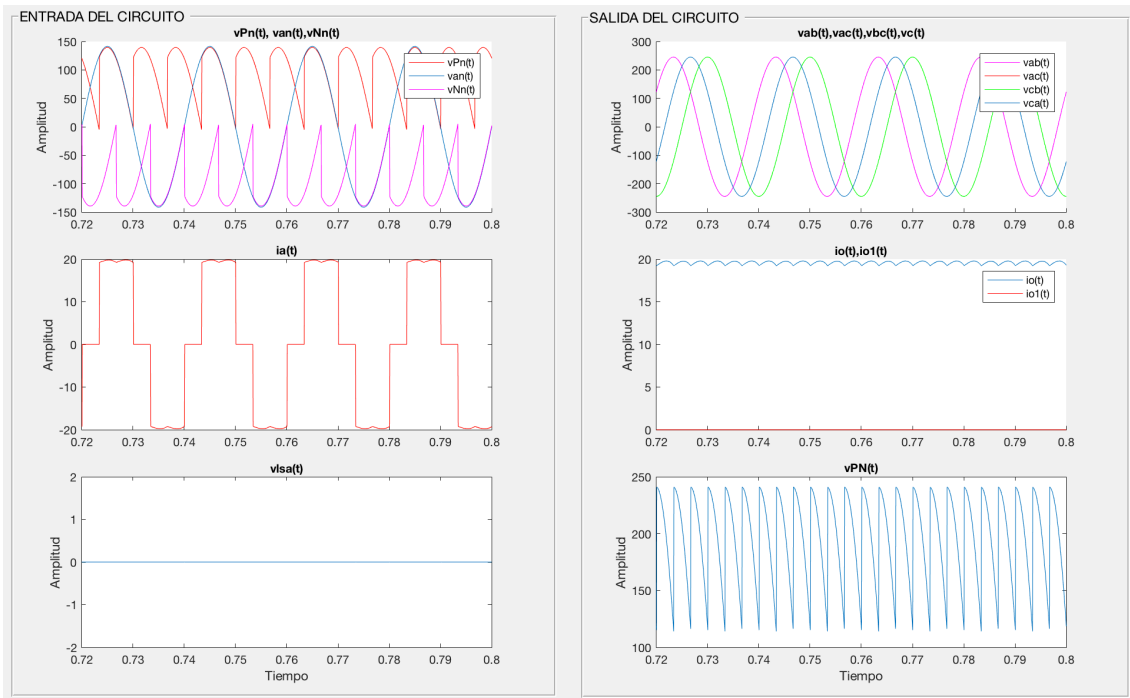 ENTRADA DEL CIRCUITO
vPn(t), van(t),vNn(t)
150
100
50
0
-50
-100
-150
Amplitud
vPn(t)
van(t)
vNn(t)
0.72 0.73 0.74 0.75 0.76 0.77 0.78 0.79 0.8
ia(t)
20
10
0
-10
-20
Amplitud
0.72 0.73 0.74 0.75 0.76 0.77 0.78 0.79 0.8
vlsa(t)
2
1
0
-1
-2
Amplitud
0.72 0.73 0.74 0.75 0.76 0.77 0.78 0.79 0.8
Tiempo
SALIDA DEL CIRCUITO
vab(t),vac(t),vbc(t),vc(t)
300
200
100
0
-100
-200
-300
Amplitud
vab(t)
vac(t)
vcb(t)
vca(t)
0.72 0.73 0.74 0.75 0.76 0.77 0.78 0.79 0.8
io(t),io1(t)
20
15
10
5
0
Amplitud
io(t)
io1(t)
0.72 0.73 0.74 0.75 0.76 0.77 0.78 0.79 0.8
vPN(t)
250
200
150
100
Amplitud
0.72 0.73 0.74 0.75 0.76 0.77 0.78 0.79 0.8
Tiempo